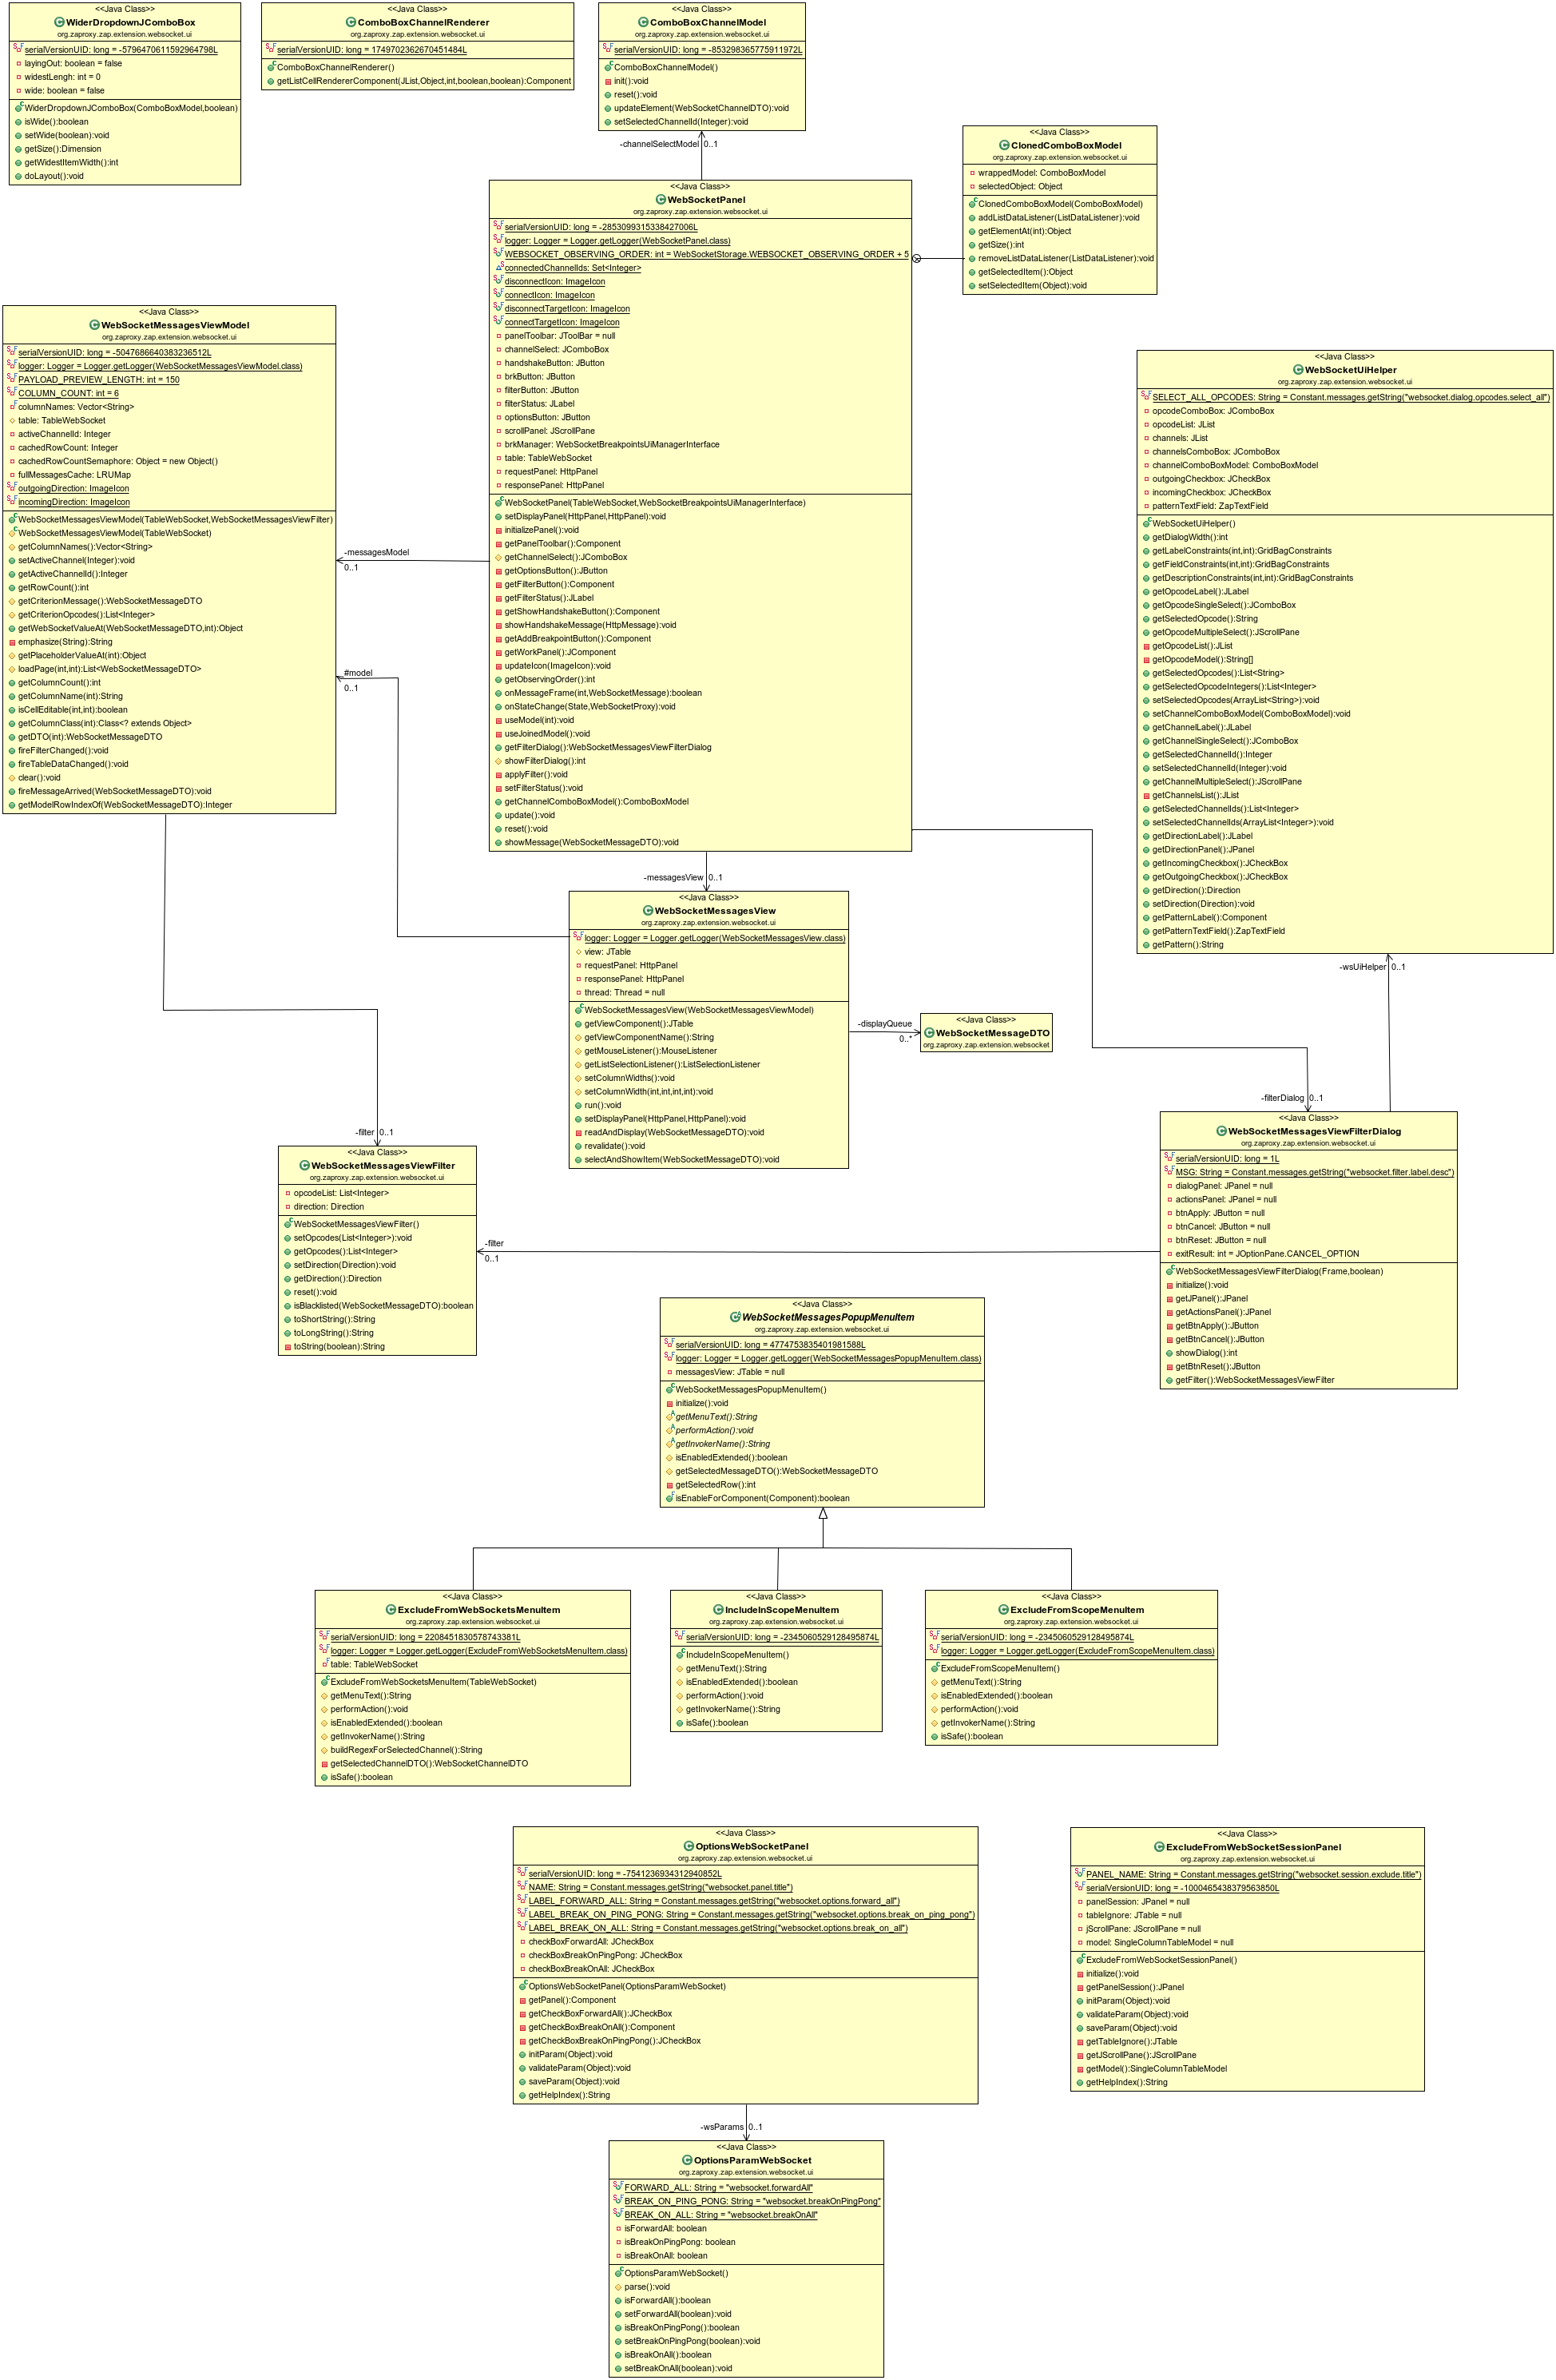 <<Java Class>>
WiderDropdownJComboBox
org.zaproxy.zap.extension.websocket.ui
serialVersionUID: long = -5796470611592964798L
layingOut: boolean = false
widestLengh: int = 0
wide: boolean = false
WiderDropdownJComboBox(ComboBoxModel,boolean)
isWide():boolean
setWide(boolean):void
getSize():Dimension
getWidestItemWidth():int
doLayout():void
<<Java Class>>
ComboBoxChannelRenderer
org.zaproxy.zap.extension.websocket.ui
serialVersionUID: long = 1749702362670451484L
ComboBoxChannelRenderer()
getListCellRendererComponent(JList,Object,int,boolean,boolean):Component
<<Java Class>>
ComboBoxChannelModel
org.zaproxy.zap.extension.websocket.ui
serialVersionUID: long = -853298365775911972L
ComboBoxChannelModel()
init():void
reset():void
updateElement(WebSocketChannelDTO):void
setSelectedChannelId(Integer):void
-channelSelectModel 0..1
<<Java Class>>
ClonedComboBoxModel
org.zaproxy.zap.extension.websocket.ui
wrappedModel: ComboBoxModel
selectedObject: Object
ClonedComboBoxModel(ComboBoxModel)
addListDataListener(ListDataListener):void
getElementAt(int):Object
getSize():int
removeListDataListener(ListDataListener):void
getSelectedItem():Object
setSelectedItem(Object):void
<<Java Class>>
WebSocketPanel
org.zaproxy.zap.extension.websocket.ui
serialVersionUID: long = -2853099315338427006L
logger: Logger = Logger.getLogger(WebSocketPanel.class)
WEBSOCKET_OBSERVING_ORDER: int = WebSocketStorage.WEBSOCKET_OBSERVING_ORDER + 5
connectedChannelIds: Set<Integer>
disconnectIcon: ImageIcon
connectIcon: ImageIcon
disconnectTargetIcon: ImageIcon
connectTargetIcon: ImageIcon
panelToolbar: JToolBar = null
channelSelect: JComboBox
handshakeButton: JButton
brkButton: JButton
filterButton: JButton
filterStatus: JLabel
optionsButton: JButton
scrollPanel: JScrollPane
brkManager: WebSocketBreakpointsUiManagerInterface
table: TableWebSocket
requestPanel: HttpPanel
responsePanel: HttpPanel
WebSocketPanel(TableWebSocket,WebSocketBreakpointsUiManagerInterface)
setDisplayPanel(HttpPanel,HttpPanel):void
initializePanel():void
getPanelToolbar():Component
getChannelSelect():JComboBox
getOptionsButton():JButton
getFilterButton():Component
getFilterStatus():JLabel
getShowHandshakeButton():Component
showHandshakeMessage(HttpMessage):void
getAddBreakpointButton():Component
getWorkPanel():JComponent
updateIcon(ImageIcon):void
getObservingOrder():int
onMessageFrame(int,WebSocketMessage):boolean
onStateChange(State,WebSocketProxy):void
useModel(int):void
useJoinedModel():void
getFilterDialog():WebSocketMessagesViewFilterDialog
showFilterDialog():int
applyFilter():void
setFilterStatus():void
getChannelComboBoxModel():ComboBoxModel
update():void
reset():void
showMessage(WebSocketMessageDTO):void
<<Java Class>>
WebSocketMessagesViewModel
org.zaproxy.zap.extension.websocket.ui
serialVersionUID: long = -5047686640383236512L
logger: Logger = Logger.getLogger(WebSocketMessagesViewModel.class)
PAYLOAD_PREVIEW_LENGTH: int = 150
COLUMN_COUNT: int = 6
columnNames: Vector<String>
table: TableWebSocket
activeChannelId: Integer
cachedRowCount: Integer
cachedRowCountSemaphore: Object = new Object()
fullMessagesCache: LRUMap
outgoingDirection: ImageIcon
incomingDirection: ImageIcon
WebSocketMessagesViewModel(TableWebSocket,WebSocketMessagesViewFilter)
WebSocketMessagesViewModel(TableWebSocket)
getColumnNames():Vector<String>
setActiveChannel(Integer):void
getActiveChannelId():Integer
getRowCount():int
getCriterionMessage():WebSocketMessageDTO
getCriterionOpcodes():List<Integer>
getWebSocketValueAt(WebSocketMessageDTO,int):Object
emphasize(String):String
getPlaceholderValueAt(int):Object
loadPage(int,int):List<WebSocketMessageDTO>
getColumnCount():int
getColumnName(int):String
isCellEditable(int,int):boolean
getColumnClass(int):Class<? extends Object>
getDTO(int):WebSocketMessageDTO
fireFilterChanged():void
fireTableDataChanged():void
clear():void
fireMessageArrived(WebSocketMessageDTO):void
getModelRowIndexOf(WebSocketMessageDTO):Integer
-messagesModel
0..1
#model
0..1
<<Java Class>>
WebSocketUiHelper
org.zaproxy.zap.extension.websocket.ui
SELECT_ALL_OPCODES: String = Constant.messages.getString("websocket.dialog.opcodes.select_all")
opcodeComboBox: JComboBox
opcodeList: JList
channels: JList
channelsComboBox: JComboBox
channelComboBoxModel: ComboBoxModel
outgoingCheckbox: JCheckBox
incomingCheckbox: JCheckBox
patternTextField: ZapTextField
WebSocketUiHelper()
getDialogWidth():int
getLabelConstraints(int,int):GridBagConstraints
getFieldConstraints(int,int):GridBagConstraints
getDescriptionConstraints(int,int):GridBagConstraints
getOpcodeLabel():JLabel
getOpcodeSingleSelect():JComboBox
getSelectedOpcode():String
getOpcodeMultipleSelect():JScrollPane
getOpcodeList():JList
getOpcodeModel():String[]
getSelectedOpcodes():List<String>
getSelectedOpcodeIntegers():List<Integer>
setSelectedOpcodes(ArrayList<String>):void
setChannelComboBoxModel(ComboBoxModel):void
getChannelLabel():JLabel
getChannelSingleSelect():JComboBox
getSelectedChannelId():Integer
setSelectedChannelId(Integer):void
getChannelMultipleSelect():JScrollPane
getChannelsList():JList
getSelectedChannelIds():List<Integer>
setSelectedChannelIds(ArrayList<Integer>):void
getDirectionLabel():JLabel
getDirectionPanel():JPanel
getIncomingCheckbox():JCheckBox
getOutgoingCheckbox():JCheckBox
getDirection():Direction
setDirection(Direction):void
getPatternLabel():Component
getPatternTextField():ZapTextField
getPattern():String
-wsUiHelper 0..1
-messagesView 0..1
<<Java Class>>
WebSocketMessagesView
org.zaproxy.zap.extension.websocket.ui
logger: Logger = Logger.getLogger(WebSocketMessagesView.class)
view: JTable
requestPanel: HttpPanel
responsePanel: HttpPanel
thread: Thread = null
WebSocketMessagesView(WebSocketMessagesViewModel)
getViewComponent():JTable
getViewComponentName():String
getMouseListener():MouseListener
getListSelectionListener():ListSelectionListener
setColumnWidths():void
setColumnWidth(int,int,int,int):void
run():void
setDisplayPanel(HttpPanel,HttpPanel):void
readAndDisplay(WebSocketMessageDTO):void
revalidate():void
selectAndShowItem(WebSocketMessageDTO):void
-displayQueue
0..*
<<Java Class>>
WebSocketMessageDTO
org.zaproxy.zap.extension.websocket
-filterDialog 0..1
<<Java Class>>
WebSocketMessagesViewFilterDialog
org.zaproxy.zap.extension.websocket.ui
serialVersionUID: long = 1L
MSG: String = Constant.messages.getString("websocket.filter.label.desc")
dialogPanel: JPanel = null
actionsPanel: JPanel = null
btnApply: JButton = null
btnCancel: JButton = null
btnReset: JButton = null
exitResult: int = JOptionPane.CANCEL_OPTION
WebSocketMessagesViewFilterDialog(Frame,boolean)
initialize():void
getJPanel():JPanel
getActionsPanel():JPanel
getBtnApply():JButton
getBtnCancel():JButton
showDialog():int
getBtnReset():JButton
getFilter():WebSocketMessagesViewFilter
-filter 0..1
<<Java Class>>
WebSocketMessagesViewFilter
org.zaproxy.zap.extension.websocket.ui
opcodeList: List<Integer>
direction: Direction
WebSocketMessagesViewFilter()
setOpcodes(List<Integer>):void
getOpcodes():List<Integer>
setDirection(Direction):void
getDirection():Direction
reset():void
isBlacklisted(WebSocketMessageDTO):boolean
toShortString():String
toLongString():String
toString(boolean):String
-filter
0..1
<<Java Class>>
WebSocketMessagesPopupMenuItem
org.zaproxy.zap.extension.websocket.ui
serialVersionUID: long = 4774753835401981588L
logger: Logger = Logger.getLogger(WebSocketMessagesPopupMenuItem.class)
messagesView: JTable = null
WebSocketMessagesPopupMenuItem()
initialize():void
getMenuText():String
performAction():void
getInvokerName():String
isEnabledExtended():boolean
getSelectedMessageDTO():WebSocketMessageDTO
getSelectedRow():int
isEnableForComponent(Component):boolean
<<Java Class>>
ExcludeFromWebSocketsMenuItem
org.zaproxy.zap.extension.websocket.ui
serialVersionUID: long = 2208451830578743381L
logger: Logger = Logger.getLogger(ExcludeFromWebSocketsMenuItem.class)
table: TableWebSocket
ExcludeFromWebSocketsMenuItem(TableWebSocket)
getMenuText():String
performAction():void
isEnabledExtended():boolean
getInvokerName():String
buildRegexForSelectedChannel():String
getSelectedChannelDTO():WebSocketChannelDTO
isSafe():boolean
<<Java Class>>
IncludeInScopeMenuItem
org.zaproxy.zap.extension.websocket.ui
serialVersionUID: long = -2345060529128495874L
IncludeInScopeMenuItem()
getMenuText():String
isEnabledExtended():boolean
performAction():void
getInvokerName():String
isSafe():boolean
<<Java Class>>
ExcludeFromScopeMenuItem
org.zaproxy.zap.extension.websocket.ui
serialVersionUID: long = -2345060529128495874L
logger: Logger = Logger.getLogger(ExcludeFromScopeMenuItem.class)
ExcludeFromScopeMenuItem()
getMenuText():String
isEnabledExtended():boolean
performAction():void
getInvokerName():String
isSafe():boolean
<<Java Class>>
OptionsWebSocketPanel
org.zaproxy.zap.extension.websocket.ui
serialVersionUID: long = -7541236934312940852L
NAME: String = Constant.messages.getString("websocket.panel.title")
LABEL_FORWARD_ALL: String = Constant.messages.getString("websocket.options.forward_all")
LABEL_BREAK_ON_PING_PONG: String = Constant.messages.getString("websocket.options.break_on_ping_pong")
LABEL_BREAK_ON_ALL: String = Constant.messages.getString("websocket.options.break_on_all")
checkBoxForwardAll: JCheckBox
checkBoxBreakOnPingPong: JCheckBox
checkBoxBreakOnAll: JCheckBox
OptionsWebSocketPanel(OptionsParamWebSocket)
getPanel():Component
getCheckBoxForwardAll():JCheckBox
getCheckBoxBreakOnAll():Component
getCheckBoxBreakOnPingPong():JCheckBox
initParam(Object):void
validateParam(Object):void
saveParam(Object):void
getHelpIndex():String
<<Java Class>>
ExcludeFromWebSocketSessionPanel
org.zaproxy.zap.extension.websocket.ui
PANEL_NAME: String = Constant.messages.getString("websocket.session.exclude.title")
serialVersionUID: long = -1000465438379563850L
panelSession: JPanel = null
tableIgnore: JTable = null
jScrollPane: JScrollPane = null
model: SingleColumnTableModel = null
ExcludeFromWebSocketSessionPanel()
initialize():void
getPanelSession():JPanel
initParam(Object):void
validateParam(Object):void
saveParam(Object):void
getTableIgnore():JTable
getJScrollPane():JScrollPane
getModel():SingleColumnTableModel
getHelpIndex():String
-wsParams 0..1
<<Java Class>>
OptionsParamWebSocket
org.zaproxy.zap.extension.websocket.ui
FORWARD_ALL: String = "websocket.forwardAll"
BREAK_ON_PING_PONG: String = "websocket.breakOnPingPong"
BREAK_ON_ALL: String = "websocket.breakOnAll"
isForwardAll: boolean
isBreakOnPingPong: boolean
isBreakOnAll: boolean
OptionsParamWebSocket()
parse():void
isForwardAll():boolean
setForwardAll(boolean):void
isBreakOnPingPong():boolean
setBreakOnPingPong(boolean):void
isBreakOnAll():boolean
setBreakOnAll(boolean):void